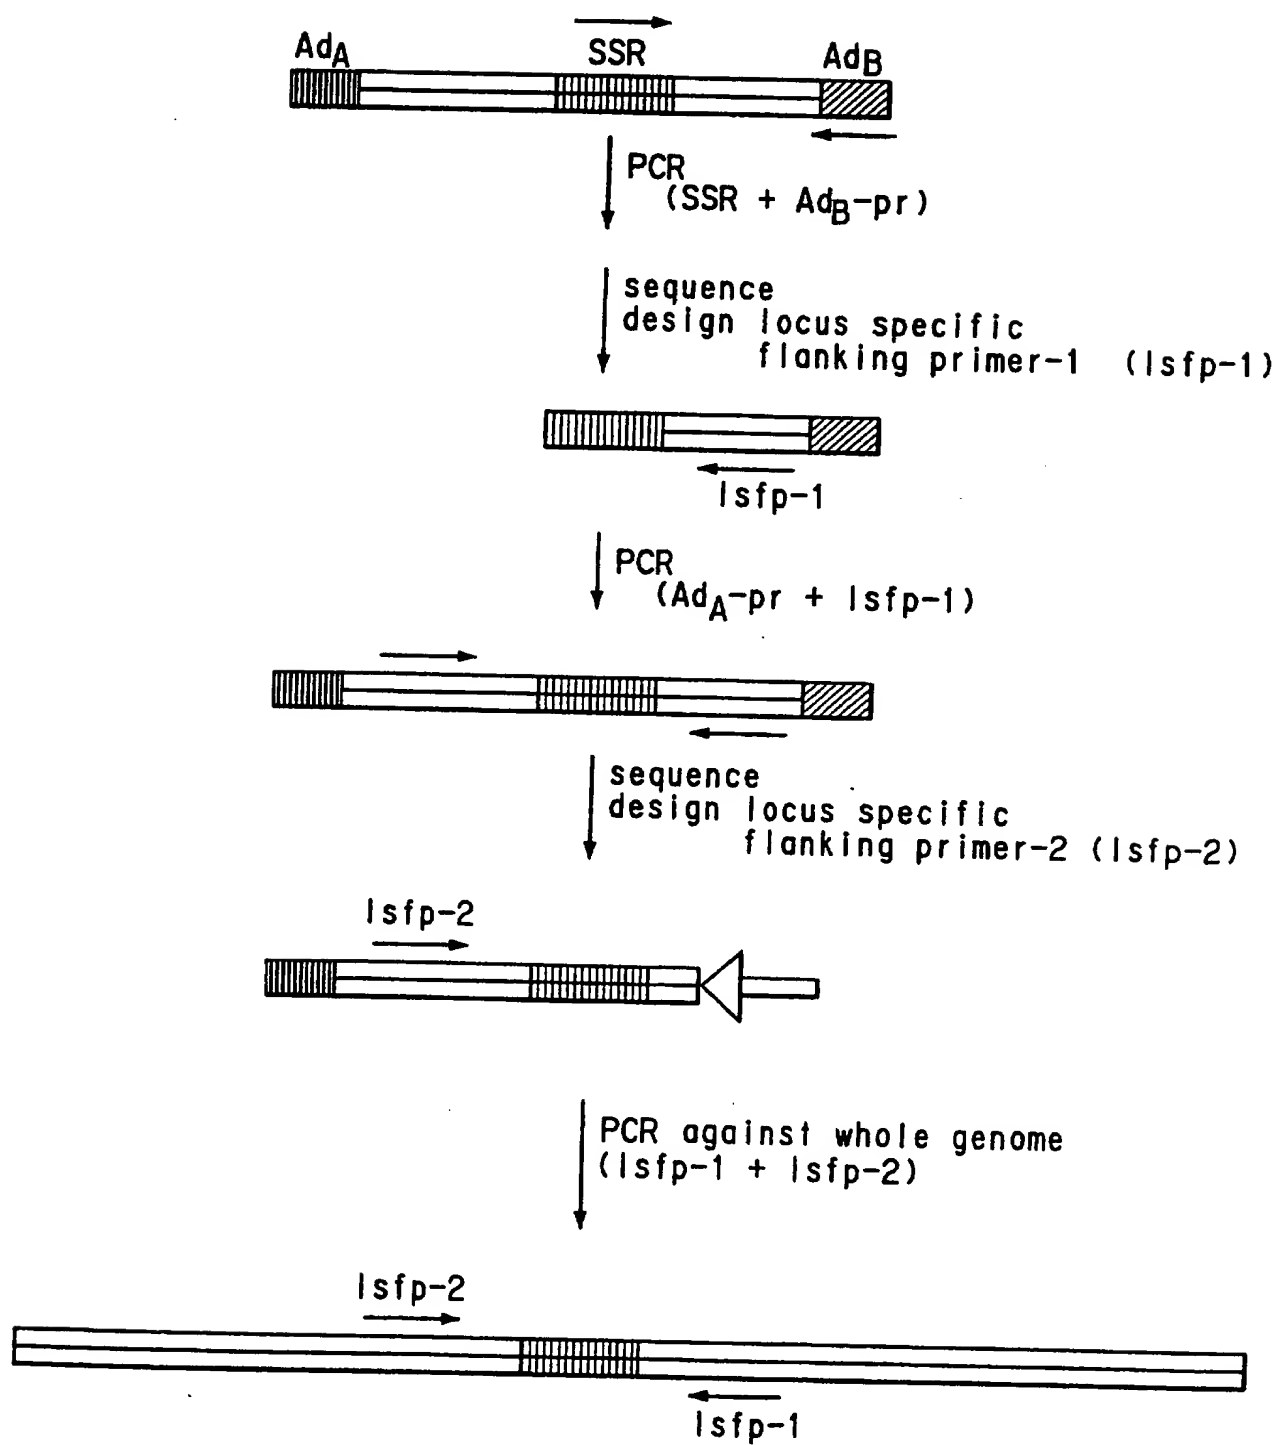 AdA SSR AdB
PCR
(SSR + AdB-pr)
sequence
design locus specific
flanking primer-1 (lsfp-1)
lsfp-1
PCR
(AdA-pr + lsfp-1)
sequence
design locus specific
flanking primer-2 (lsfp-2)
lsfp-2
PCR against whole genome
(lsfp-1 + lsfp-2)
lsfp-2
lsfp-1